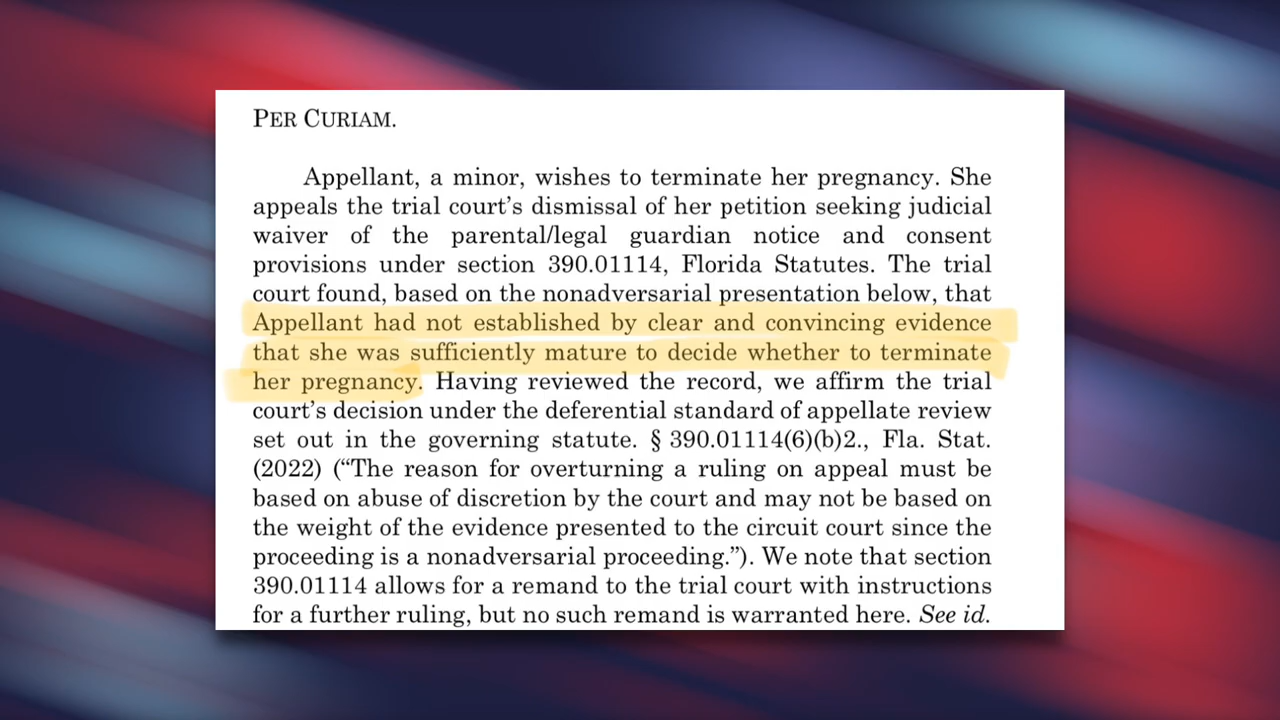 PER CURIAM.
Appellant, a minor, wishes to terminate her pregnancy. She
appeals the trial court’s dismissal of her petition seeking judicial
waiver of the parental/legal guardian notice and consent
provisions under section 390.01114, Florida Statutes. The trial
court found, based on the nonadversarial presentation below, that
Appellant had not established by clear and convincing evidence
that she was sufficiently mature to decide whether to terminate
her pregnancy. Having reviewed the record, we affirm the trial
court’s decision under the deferential standard of appellate review
set out in the governing statute. § 390.01114(6)(b)2., Fla. Stat.
(2022) (“The reason for overturning a ruling on appeal must be
based on abuse of discretion by the court and may not be based on
the weight of the evidence presented to the circuit court since the
proceeding is a nonadversarial proceeding.”). We note that section
390.01114 allows for a remand to the trial court with instructions
for a further ruling, but no such remand is warranted here. See id.